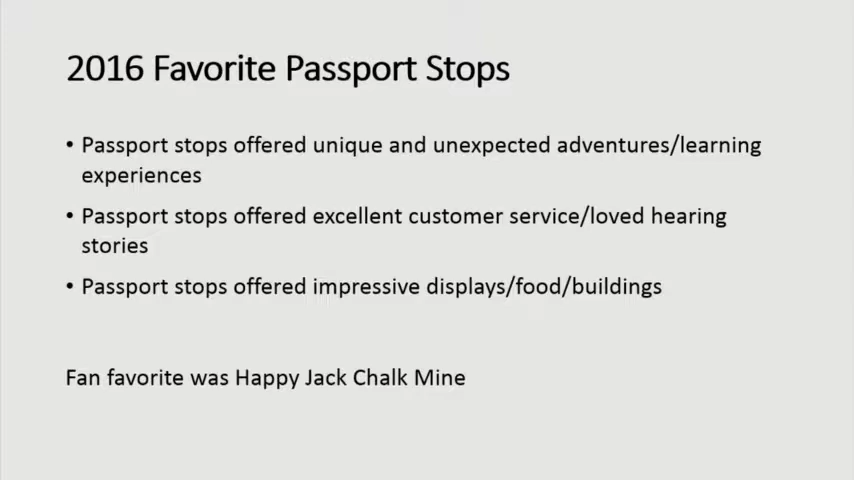 2016 Favorite Passport Stops
• Passport stops offered unique and unexpected adventures/learning
experiences
• Passport stops offered excellent customer service/loved hearing
stories
• Passport stops offered impressive displays/food/buildings
Fan favorite was Happy Jack Chalk Mine